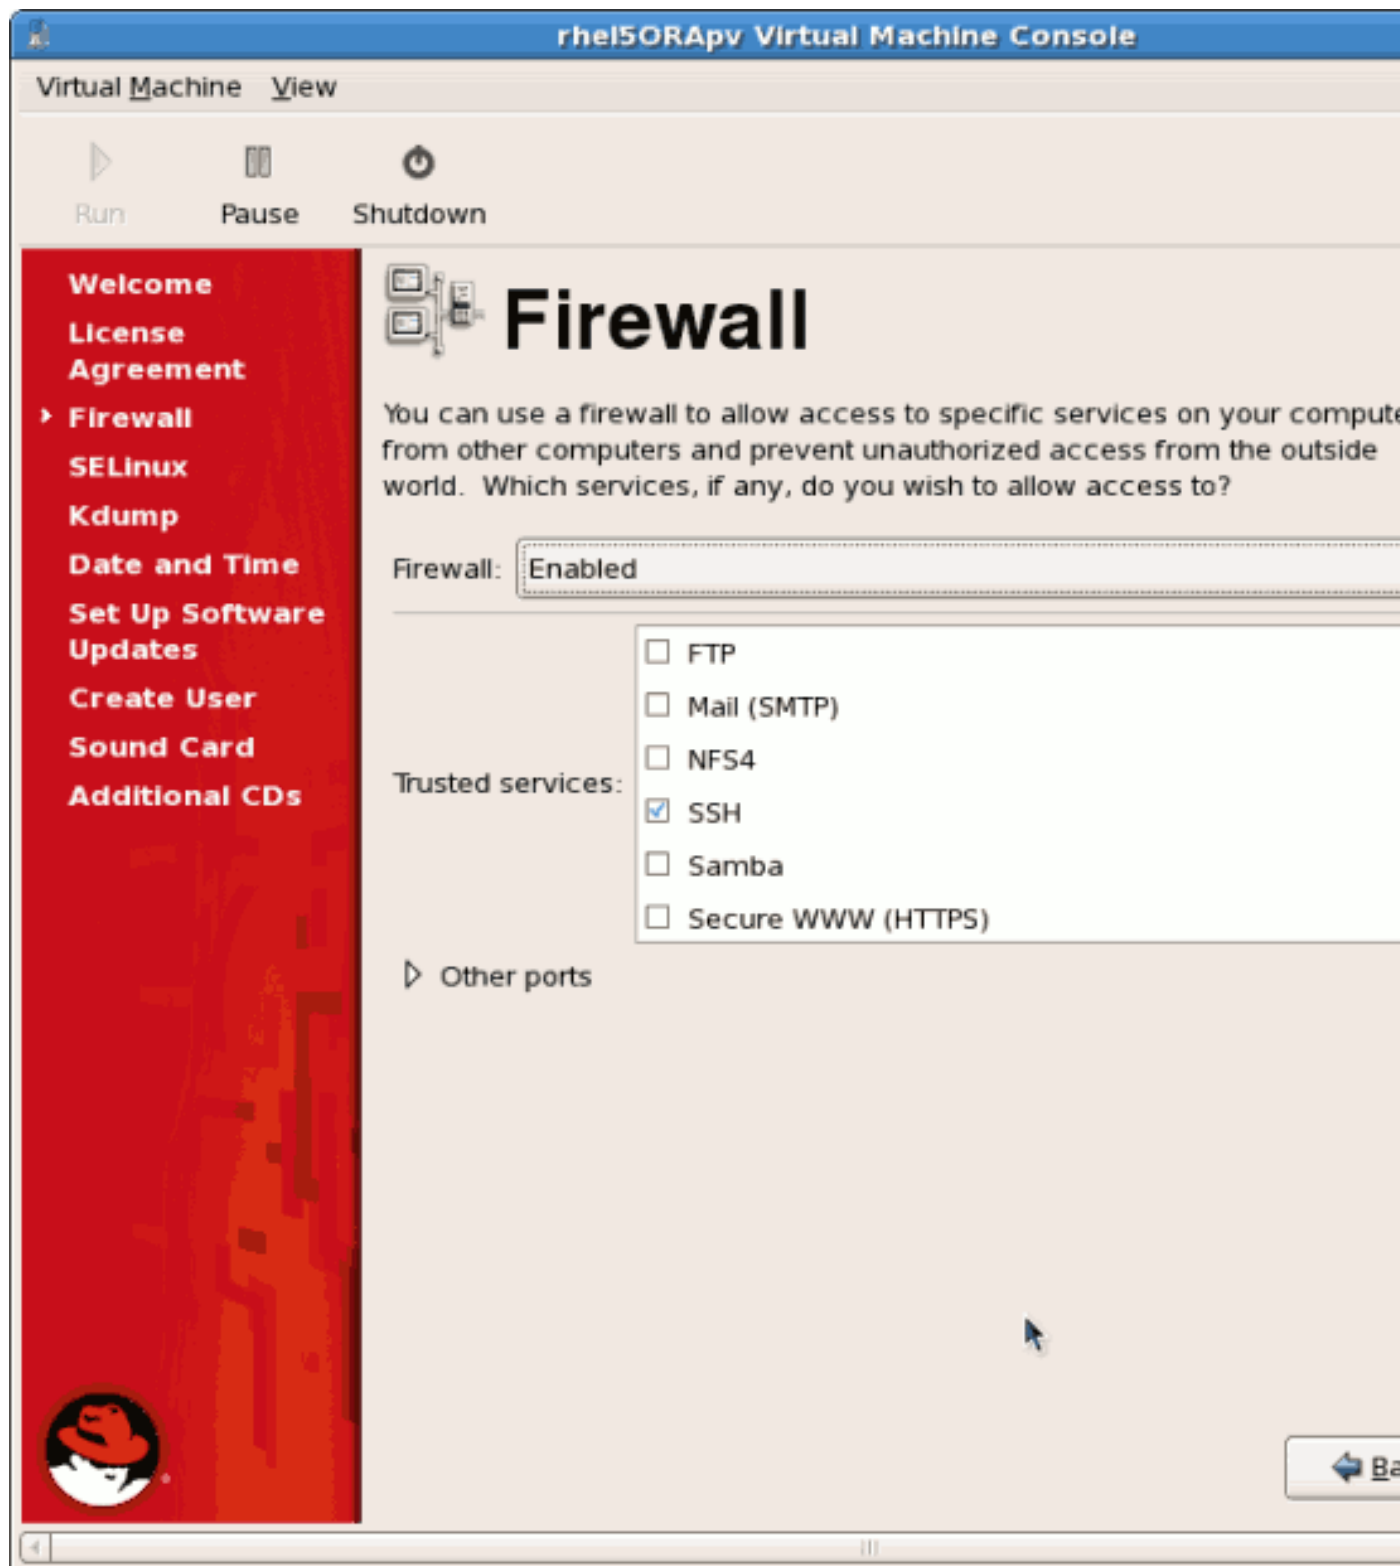 rhel5ORApv Virtual Machine Console
Virtual Machine View
Run Pause Shutdown
Welcome
License
Agreement
Firewall
SELinux
Kdump
Date and Time
Set Up Software
Updates
Create User
Sound Card
Additional CDs
Firewall
You can use a firewall to allow access to specific services on your compute
from other computers and prevent unauthorized access from the outside
world. Which services, if any, do you wish to allow access to?
Firewall: Enabled
Trusted services:
FTP
Mail (SMTP)
NFS4
SSH
Samba
Secure WWW (HTTPS)
Other ports
Ba